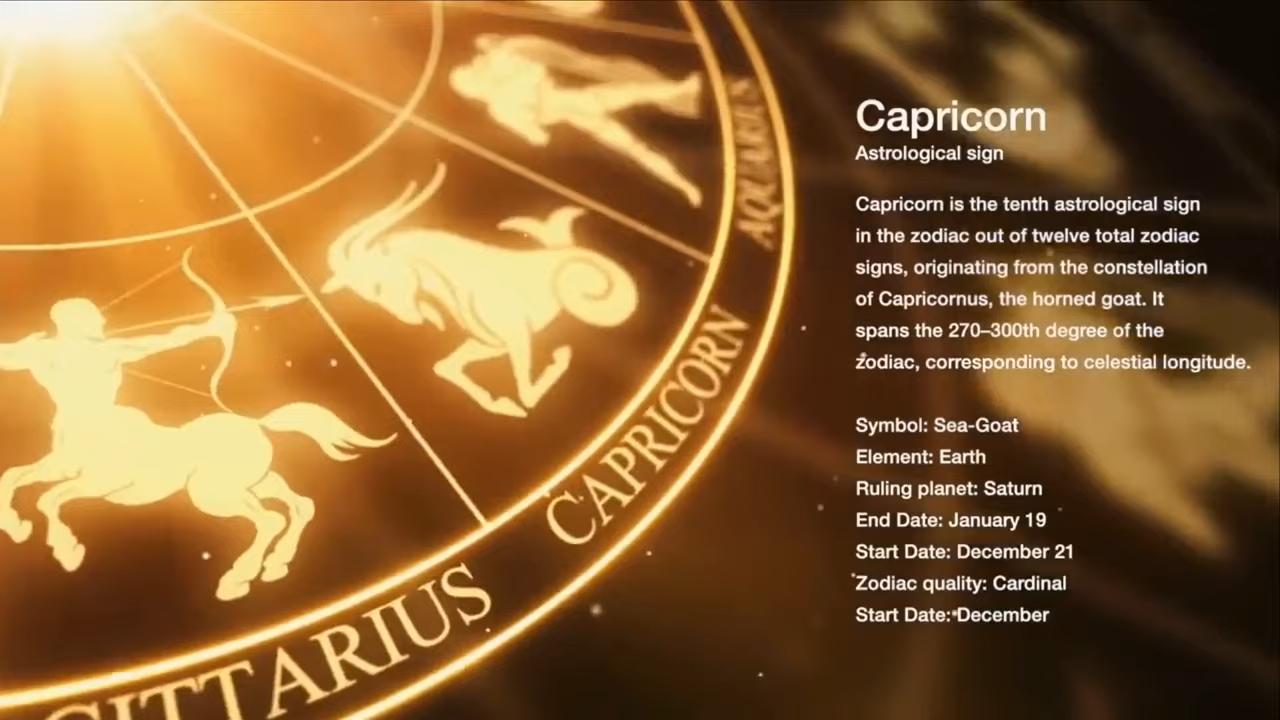 Capricorn
Astrological sign
Capricorn is the tenth astrological sign
in the zodiac out of twelve total zodiac
signs, originating from the constellation
of Capricornus, the horned goat. It
spans the 270–300th degree of the
zodiac, corresponding to celestial longitude.
Symbol: Sea-Goat
Element: Earth
Ruling planet: Saturn
End Date: January 19
Start Date: December 21
Zodiac quality: Cardinal
Start Date: December
AQUARIUS
CAPRICORN
GITTARIUS